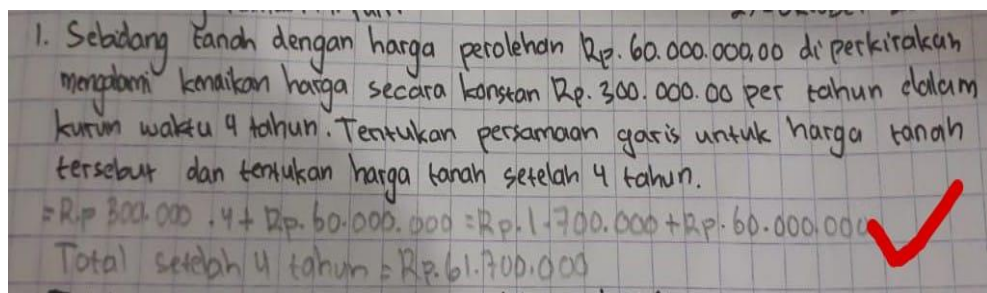 1. Sebidang tanah dengan harga perolehan Rp. 60.000.000,00 di perkirakan
mengalami kenaikan harga secara konstan Rp. 300.000.00 per tahun dalam
kurun waktu 4 tahun. Tentukan persamaan garis untuk harga tanah
tersebut dan tentukan harga tanah setelah 4 tahun.
= Rp 300.000 . 4 + Rp. 60.000.000 = Rp. 1.700.000 + Rp. 60.000.000
Total setelah 4 tahun = Rp. 61.700.000